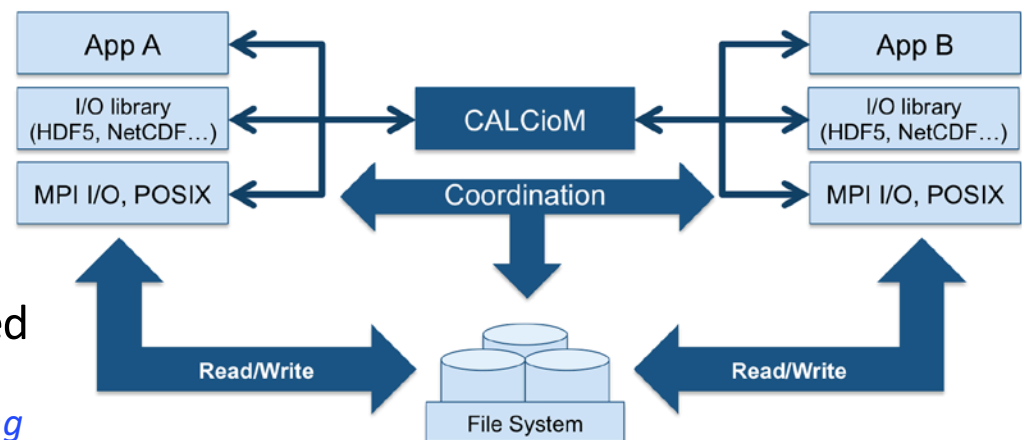 App A
App B
I/O library
(HDF5, NetCDF…)
CALCioM
I/O library
(HDF5, NetCDF…)
MPI I/O, POSIX
Coordination
MPI I/O, POSIX
ed
Read/Write
Read/Write
g
File System